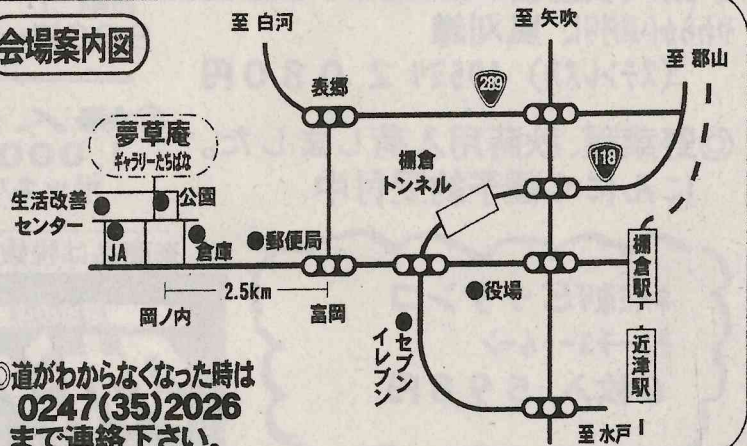 会場案内図
至 白河
至 矢吹
至 郡山
表郷
289
118
夢草庵
ギャラリーたちばな
棚倉
トンネル
生活改善
センター
公園
JA
倉庫
郵便局
役場
棚倉駅
2.5km
岡ノ内
富岡
セブン
イレブン
近津駅
至 水戸
◎道がわからなくなった時は
0247(35)2026
まで連絡下さい。